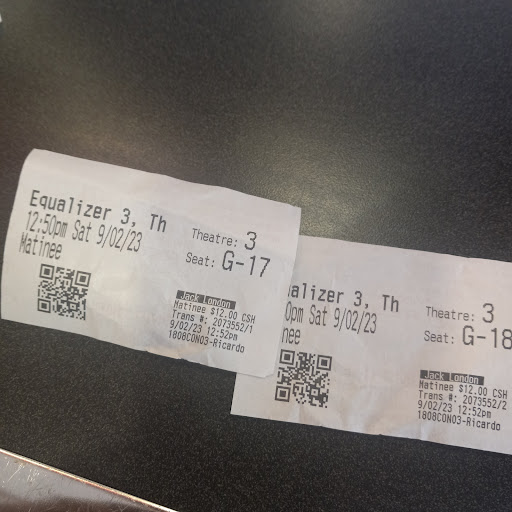 Equalizer 3, Th
12:50pm Sat 9/02/23
Matinee
Theatre: 3
Seat: G-17
Jack London
Matinee $12.00 CSH
Trans #: 2073552/1
9/02/23 12:52pm
1808CON03-Ricardo
alizer 3, Th
0pm Sat 9/02/23
nee
Theatre: 3
Seat: G-18
Jack London
Matinee $12.00 CSH
Trans #: 2073552/2
9/02/23 12:52pm
1808CON03-Ricardo